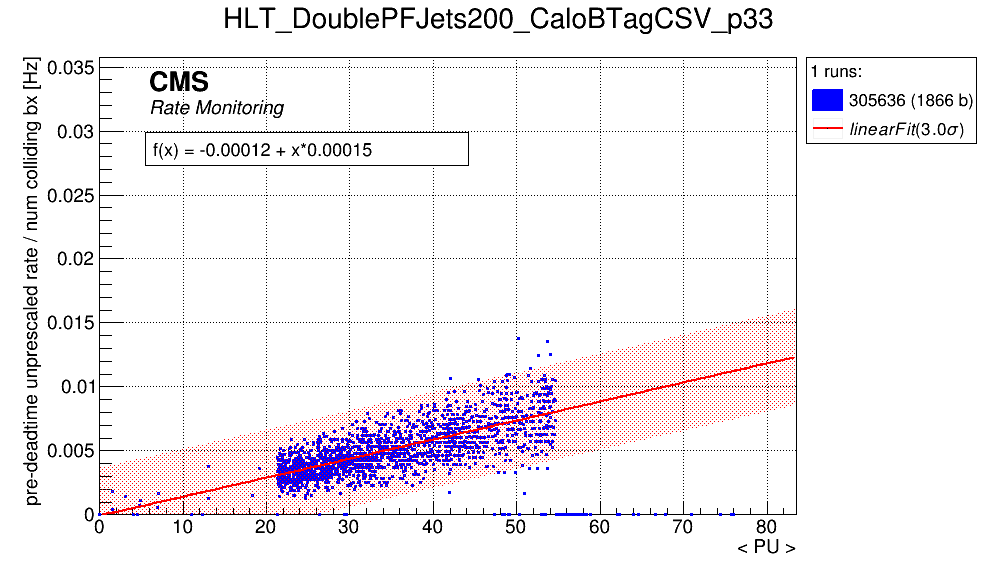 HLT_DoublePFJets200_CaloBTagCSV_p33
pre-deadtime unprescaled rate / num colliding bx [Hz]
CMS
Rate Monitoring
f(x) = -0.00012 + x*0.00015
1 runs:
305636 (1866 b)
linearFit(3.0σ)
0.035
0.03
0.025
0.02
0.015
0.01
0.005
0
0 10 20 30 40 50 60 70 80
< PU >